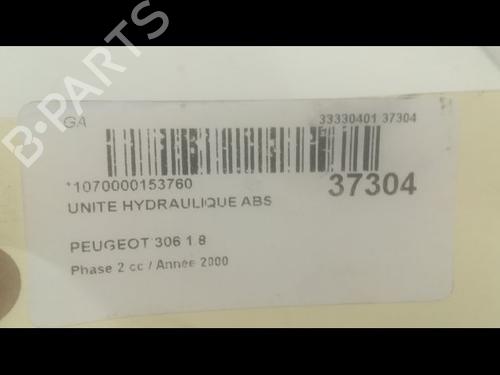 B-PARTS
GA 33330401 37304
*1070000153760 37304
UNITE HYDRAULIQUE ABS
PEUGEOT 306 1.8
Phase 2 cc / Année 2000